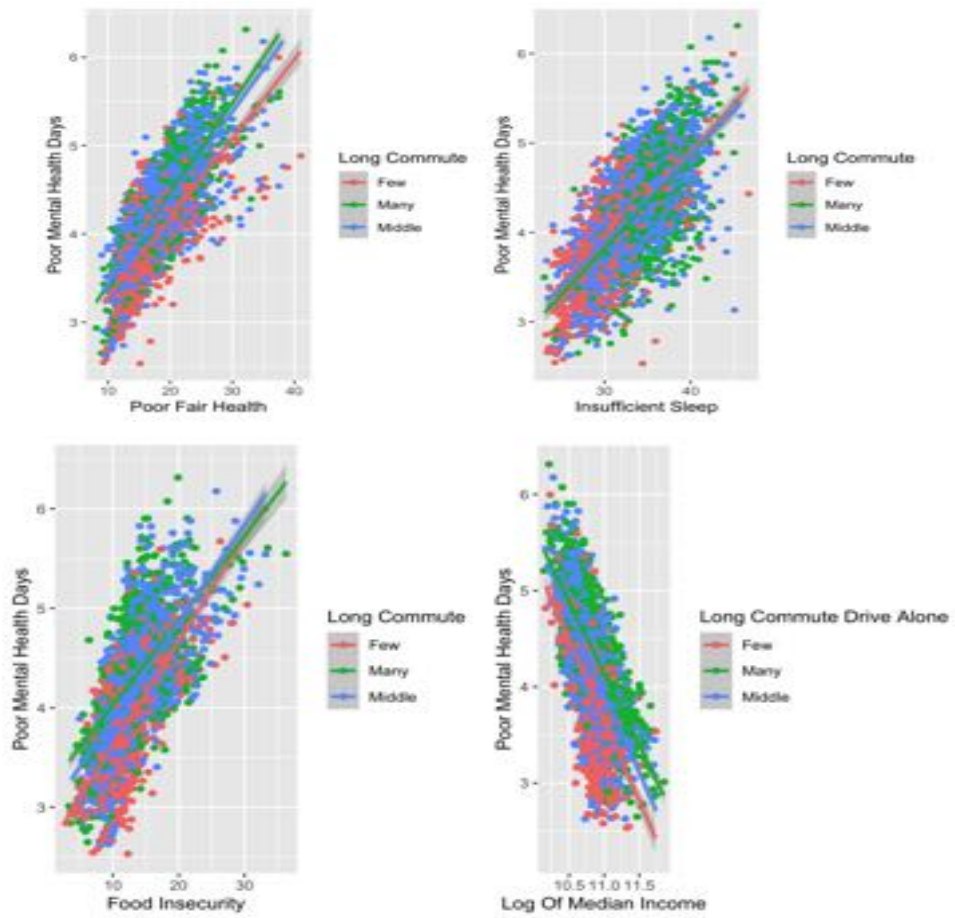 Poor Mental Health Days
6
5
4
3
10
20
30
40
Poor Fair Health
Long Commute
Few
Many
Middle
Poor Mental Health Days
6
5
4
3
30
40
Insufficient Sleep
Long Commute
Few
Many
Middle
Poor Mental Health Days
6
5
4
3
10
20
30
Food Insecurity
Long Commute
Few
Many
Middle
Poor Mental Health Days
6
5
4
3
10.5 11.0 11.5
Log Of Median Income
Long Commute Drive Alone
Few
Many
Middle